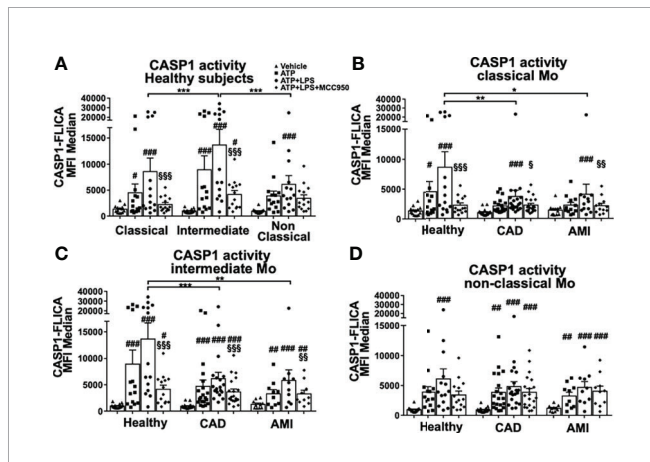 A
CASP1 activity
Healthy subjects
Vehicle
ATP
ATP+LPS
ATP+LPS+MCC950
***
***
CASP1-FLICA
MFI Median
40000
30000
20000
15000
10000
5000
0
#
###
§§§
###
###
#
§§§
###
Classical
Intermediate
Non
Classical
B
CASP1 activity
classical Mo
*
**
CASP1-FLICA
MFI Median
40000
30000
20000
15000
10000
5000
0
#
###
§§§
###
§
###
§§
Healthy
CAD
AMI
C
CASP1 activity
intermediate Mo
**
***
CASP1-FLICA
MFI Median
40000
30000
20000
15000
10000
5000
0
###
###
#
§§§
###
###
###
§§§
##
###
##
§§
Healthy
CAD
AMI
D
CASP1 activity
non-classical Mo
CASP1-FLICA
MFI Median
40000
30000
20000
15000
10000
5000
0
###
##
###
###
##
###
###
Healthy
CAD
AMI